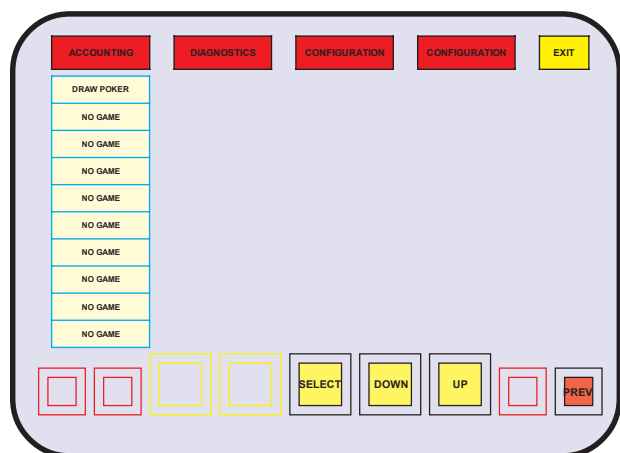 ACCOUNTING DIAGNOSTICS CONFIGURATION CONFIGURATION EXIT
DRAW POKER
NO GAME
NO GAME
NO GAME
NO GAME
NO GAME
NO GAME
NO GAME
NO GAME
NO GAME
SELECT DOWN UP PREV